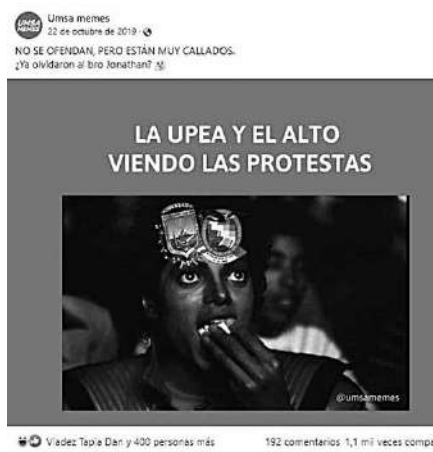 Umsa memes
22 de octubre de 2019
NO SE OFENDAN, PERO ESTÁN MUY CALLADOS.
¿Ya olvidaron al bro Jonathan?
LA UPEA Y EL ALTO
VIENDO LAS PROTESTAS
@umsamemes
Viadez Tapia Dan y 400 personas más
192 comentarios 1,1 mil veces compa